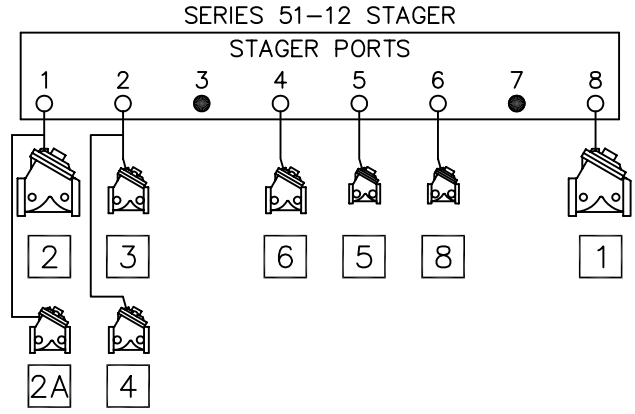 SERIES 51-12 STAGER
STAGER PORTS
1 2 3 4 5 6 7 8
2 3 6 5 8 1
2A 4